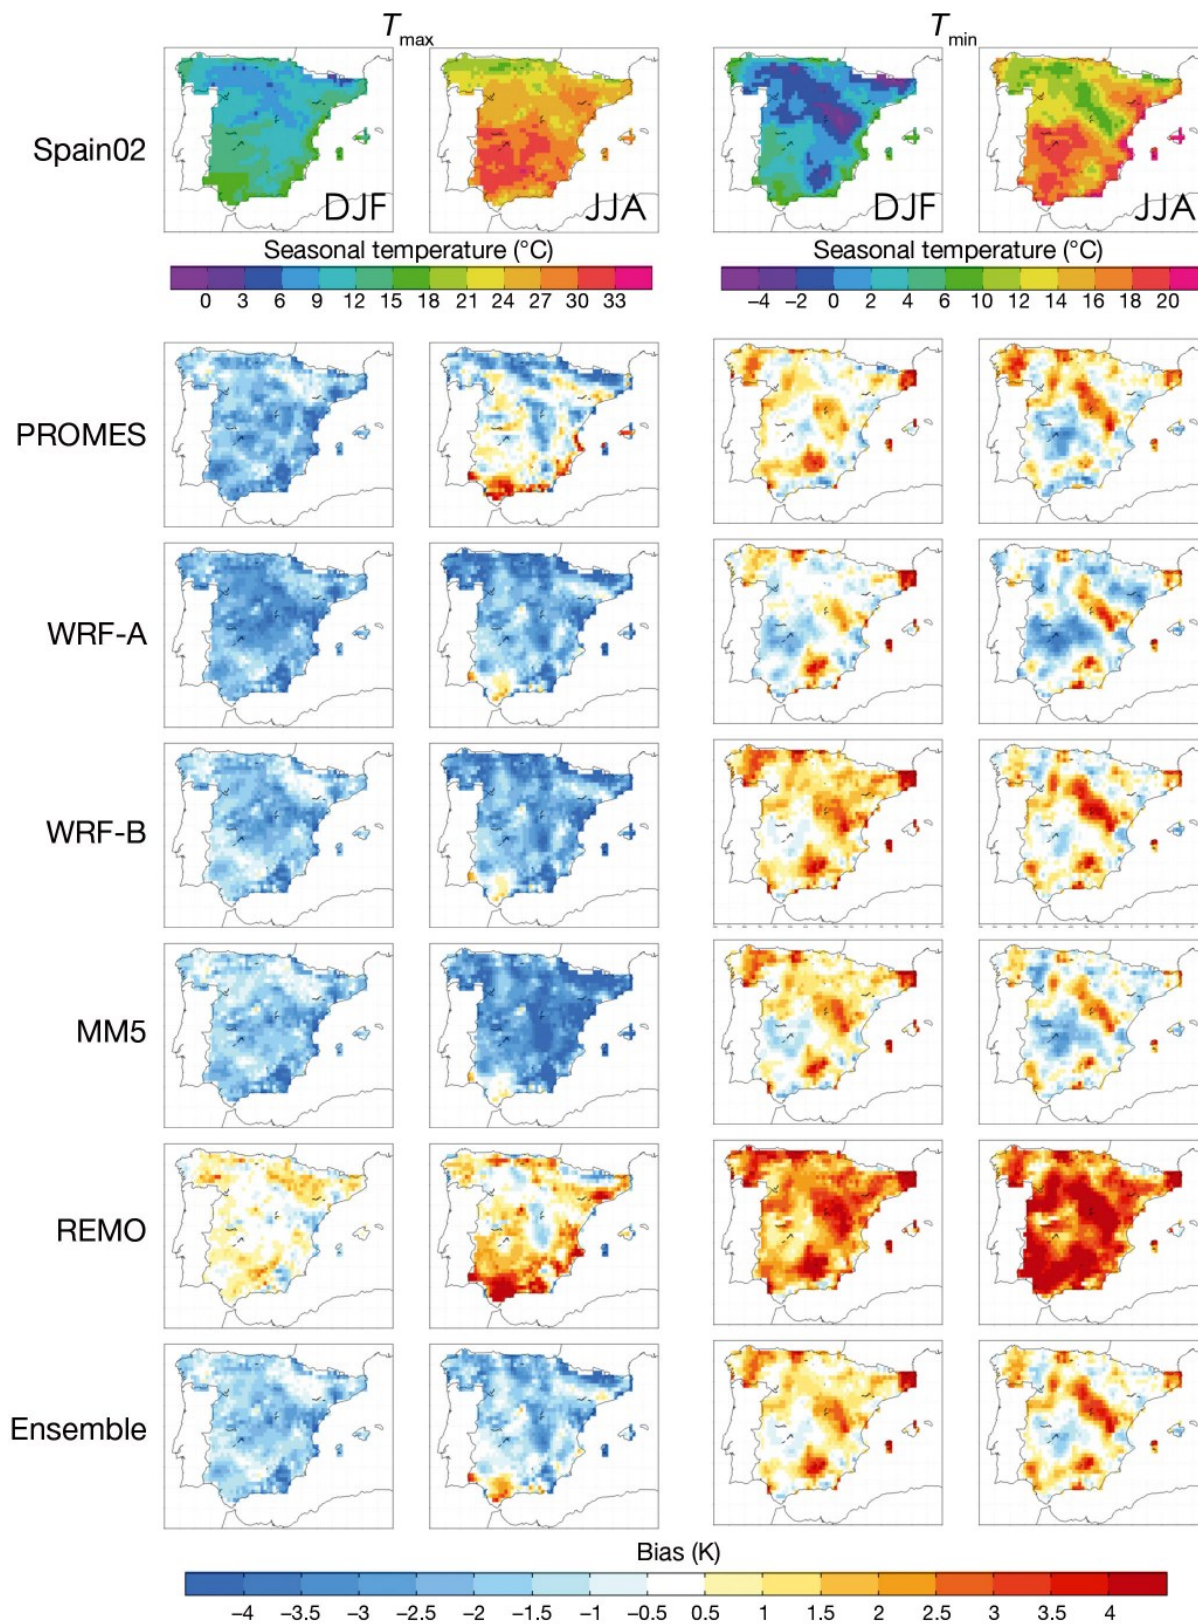 Tmax
Tmin
Spain02
DJF
JJA
DJF
JJA
Seasonal temperature (°C)
Seasonal temperature (°C)
0 3 6 9 12 15 18 21 24 27 30 33
−4 −2 0 2 6 10 12 14 16 18 20
PROMES
WRF-A
WRF-B
MM5
REMO
Ensemble
Bias (K)
−4 −3.5 −3 −2.5 −2 −1.5 −1 −0.5 0.5 1 1.5 2 2.5 3 3.5 4